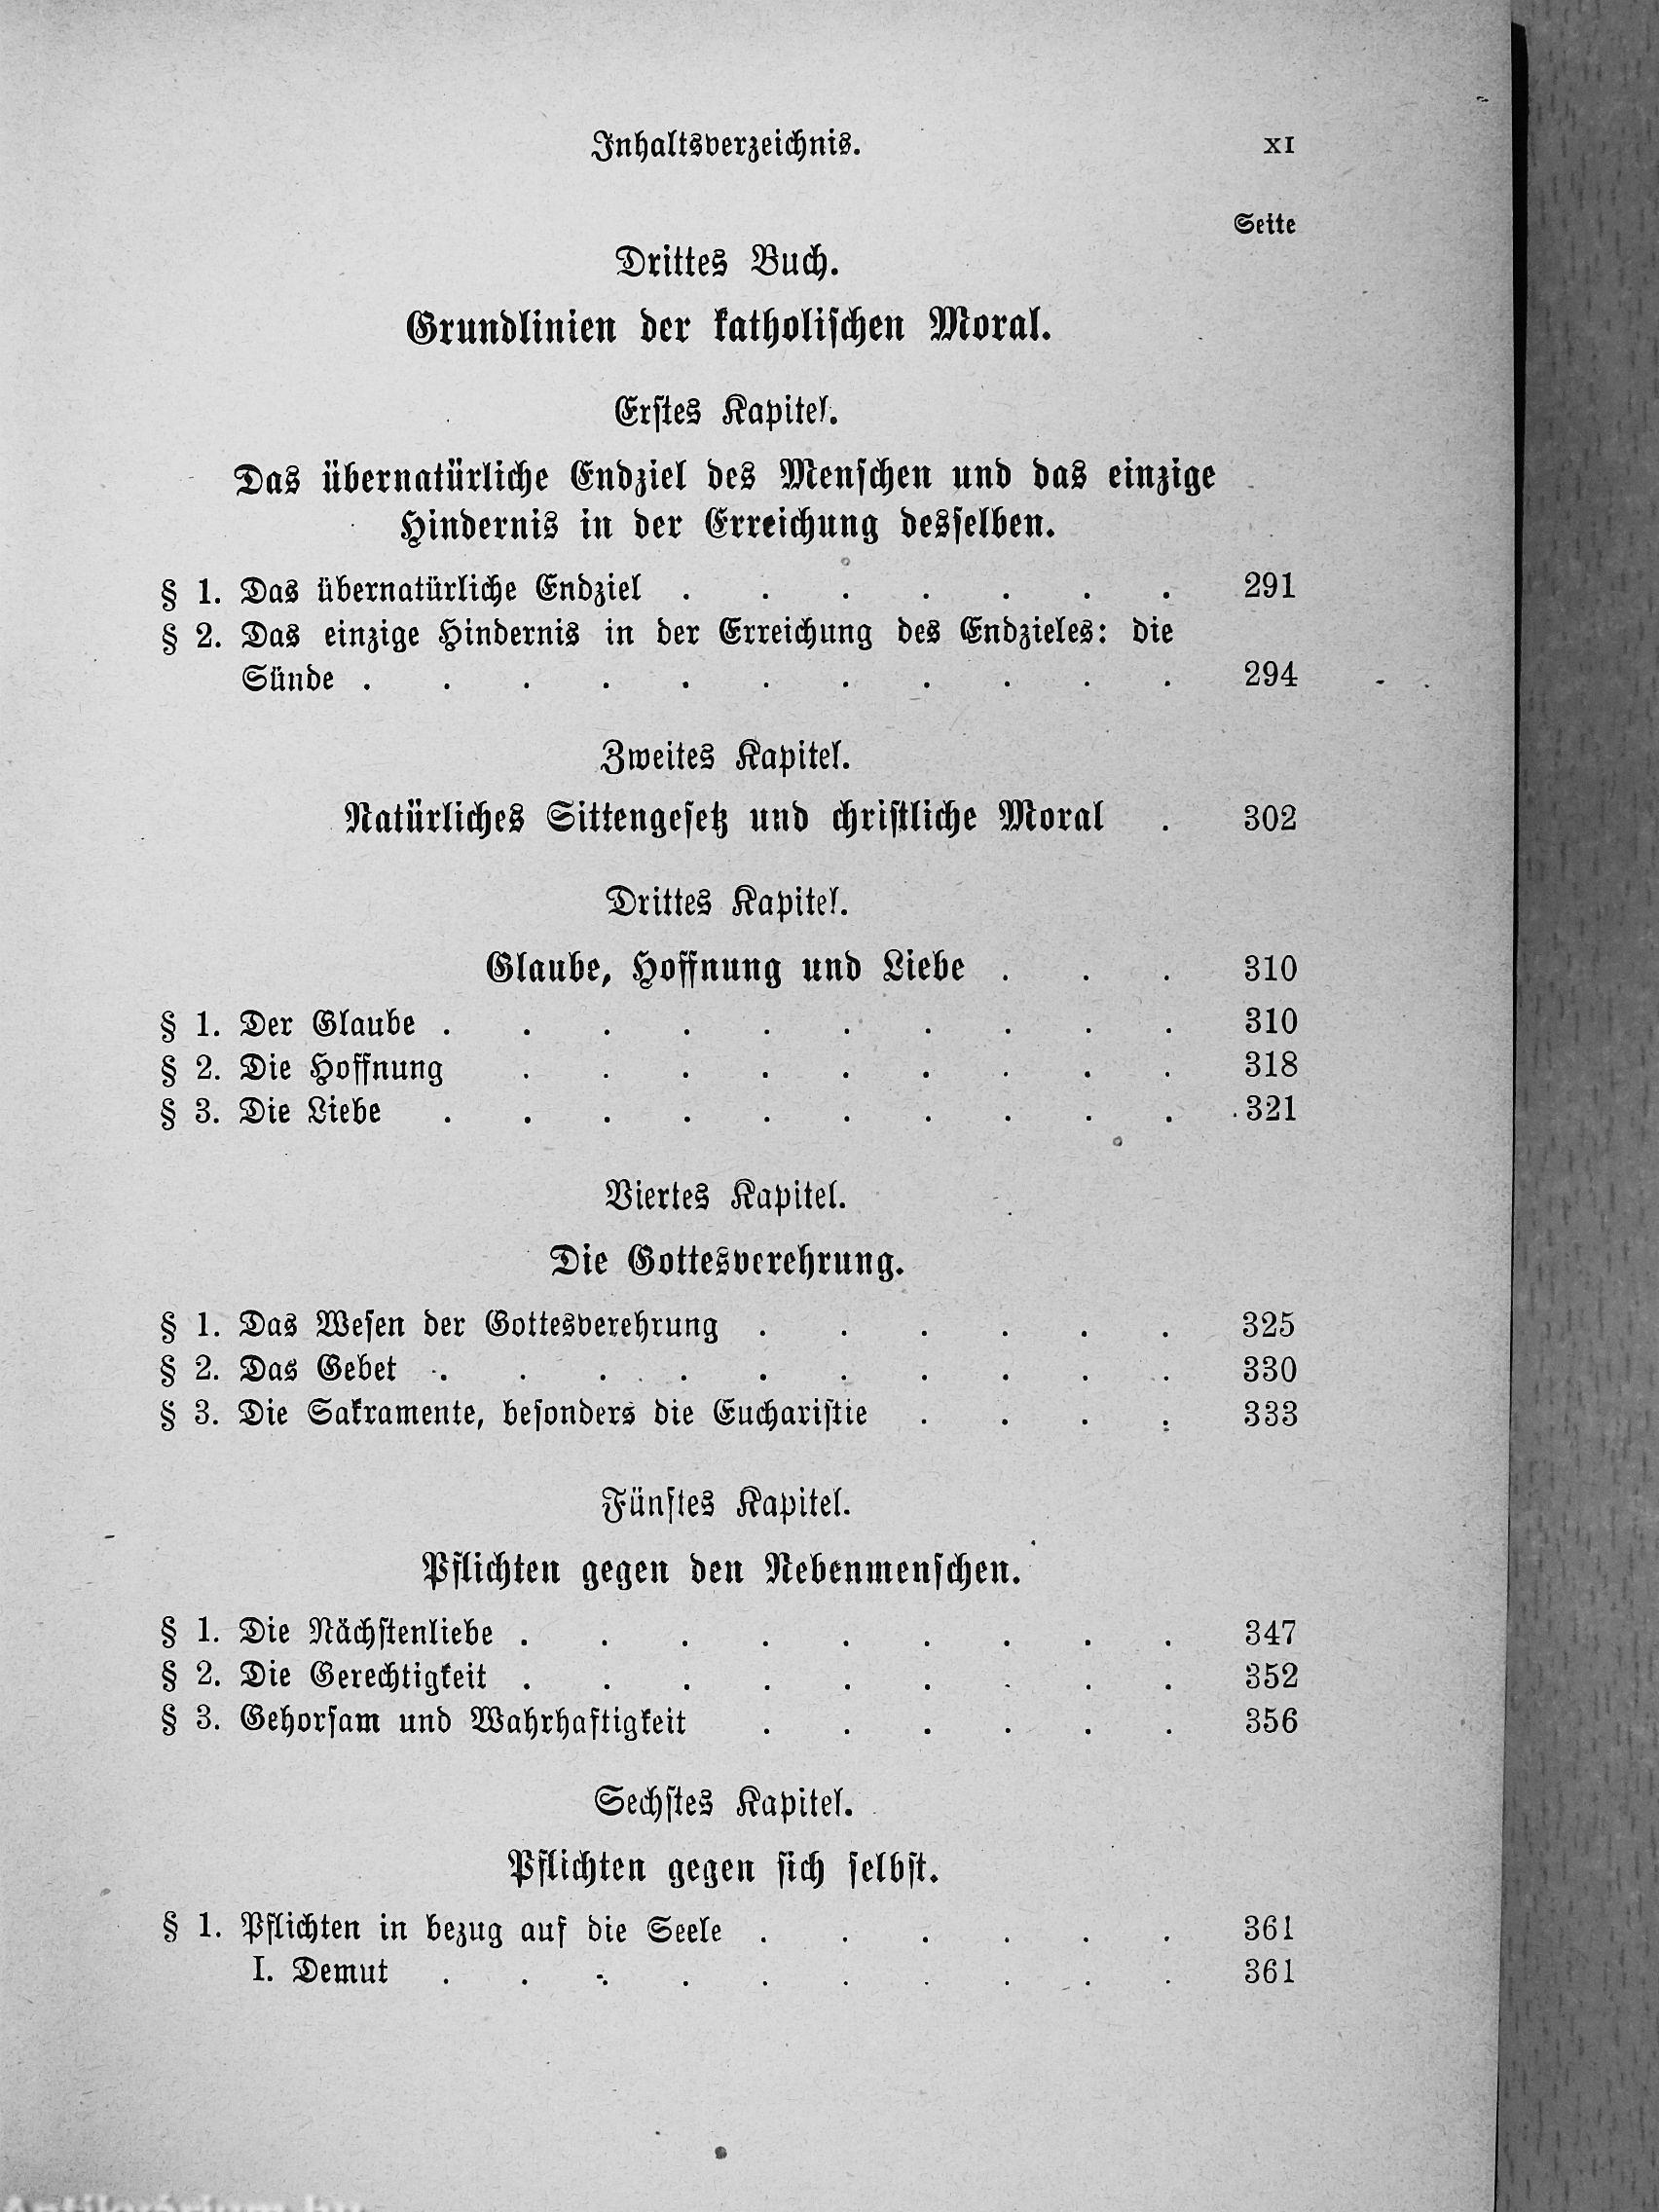 Inhaltsverzeichnis. XI
Seite
Drittes Buch.
Grundlinien der katholischen Moral.
Erstes Kapitel.
Das übernatürliche Endziel des Menschen und das einzige
Hindernis in der Erreichung desselben.
§ 1. Das übernatürliche Endziel . . . . . . . 291
§ 2. Das einzige Hindernis in der Erreichung des Endzieles: die
Sünde . . . . . . . . . . . 294
Zweites Kapitel.
Natürliches Sittengesetz und christliche Moral . 302
Drittes Kapitel.
Glaube, Hoffnung und Liebe . . . 310
§ 1. Der Glaube . . . . . . . . . . 310
§ 2. Die Hoffnung . . . . . . . . . 318
§ 3. Die Liebe . . . . . . . . . . 321
Viertes Kapitel.
Die Gottesverehrung.
§ 1. Das Wesen der Gottesverehrung . . . . . . 325
§ 2. Das Gebet . . . . . . . . . . 330
§ 3. Die Sakramente, besonders die Eucharistie . . . . 333
Fünftes Kapitel.
Pflichten gegen den Nebenmenschen.
§ 1. Die Nächstenliebe . . . . . . . . . 347
§ 2. Die Gerechtigkeit . . . . . . . . . 352
§ 3. Gehorsam und Wahrhaftigkeit . . . . . . 356
Sechstes Kapitel.
Pflichten gegen sich selbst.
§ 1. Pflichten in bezug auf die Seele . . . . . . 361
I. Demut . . . . . . . . . . 361